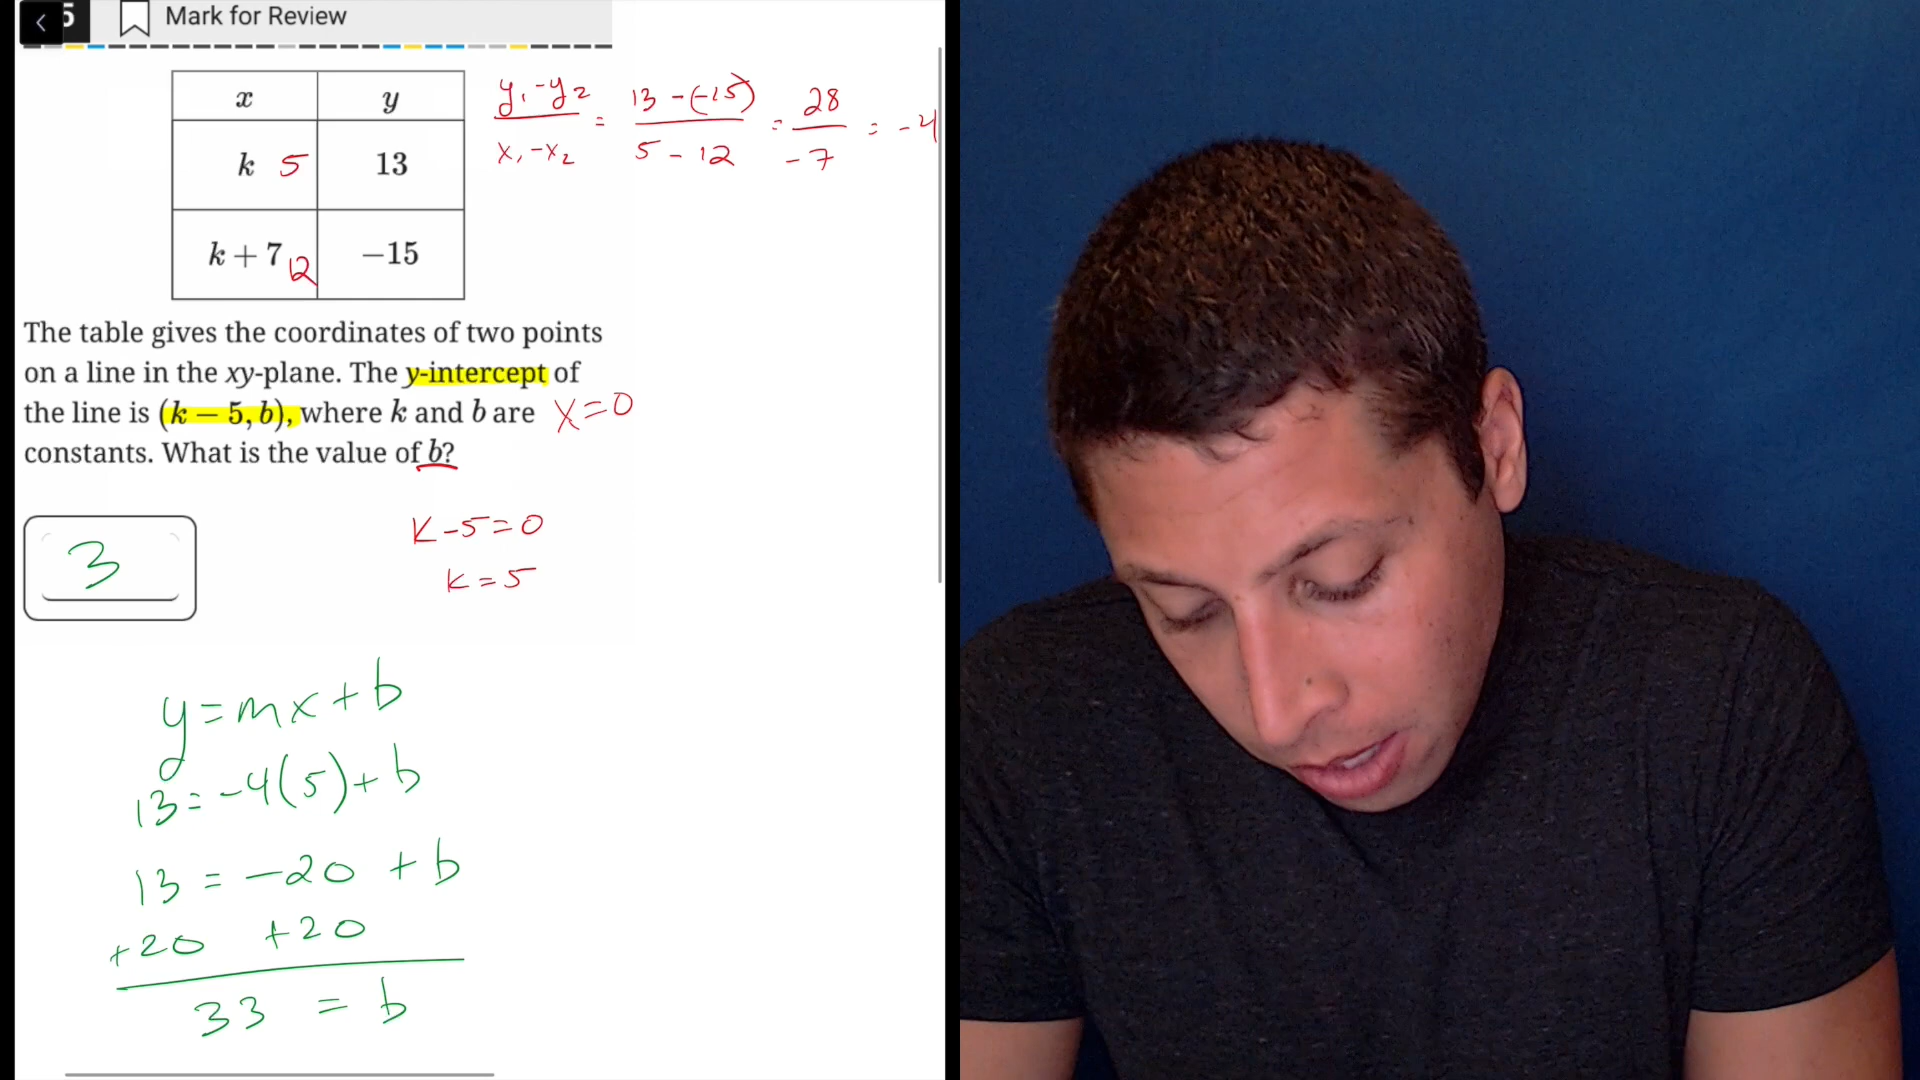 5 Mark for Review
x y
k 5 13
k + 7 12 −15
y₁ - y₂ / x₁ - x₂ = 13 - (-15) / 5 - 12 = 28 / -7 = -4
The table gives the coordinates of two points
on a line in the xy-plane. The y-intercept of
the line is (k − 5, b), where k and b are x=0
constants. What is the value of b?
3
k - 5 = 0
k = 5
y = mx + b
13 = -4(5) + b
13 = -20 + b
+20 +20
33 = b